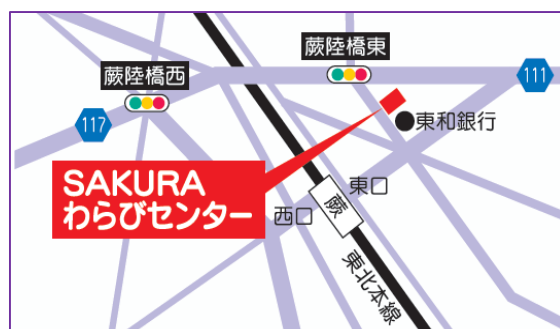 蕨陸橋東
蕨陸橋西
111
117
東和銀行
SAKURA
わらびセンター
東口
西口
蕨
東北本線